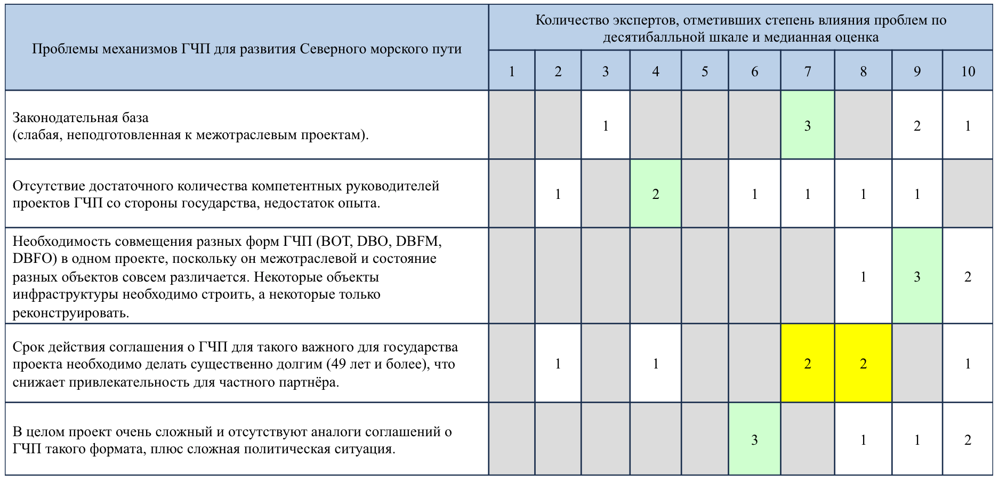 Проблемы механизмов ГЧП для развития Северного морского пути
Количество экспертов, отметивших степень влияния проблем по
десятибалльной шкале и медианная оценка
1 2 3 4 5 6 7 8 9 10
Законодательная база
(слабая, неподготовленная к межотраслевым проектам).
1 3 2 1
Отсутствие достаточного количества компетентных руководителей
проектов ГЧП со стороны государства, недостаток опыта.
1 2 1 1 1 1
Необходимость совмещения разных форм ГЧП (BOT, DBO, DBFM,
DBFO) в одном проекте, поскольку он межотраслевой и состояние
разных объектов совсем различается. Некоторые объекты
инфраструктуры необходимо строить, а некоторые только
реконструировать.
1 3 2
Срок действия соглашения о ГЧП для такого важного для государства
проекта необходимо делать существенно долгим (49 лет и более), что
снижает привлекательность для частного партнёра.
1 1 2 2 1
В целом проект очень сложный и отсутствуют аналоги соглашений о
ГЧП такого формата, плюс сложная политическая ситуация.
3 1 1 2